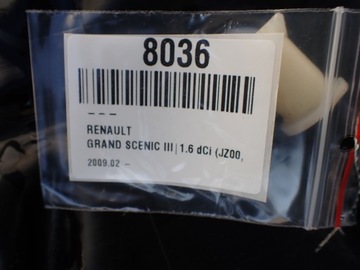 8036
– – –
RENAULT
GRAND SCENIC III | 1.6 dCi (JZ00,
2009.02 –